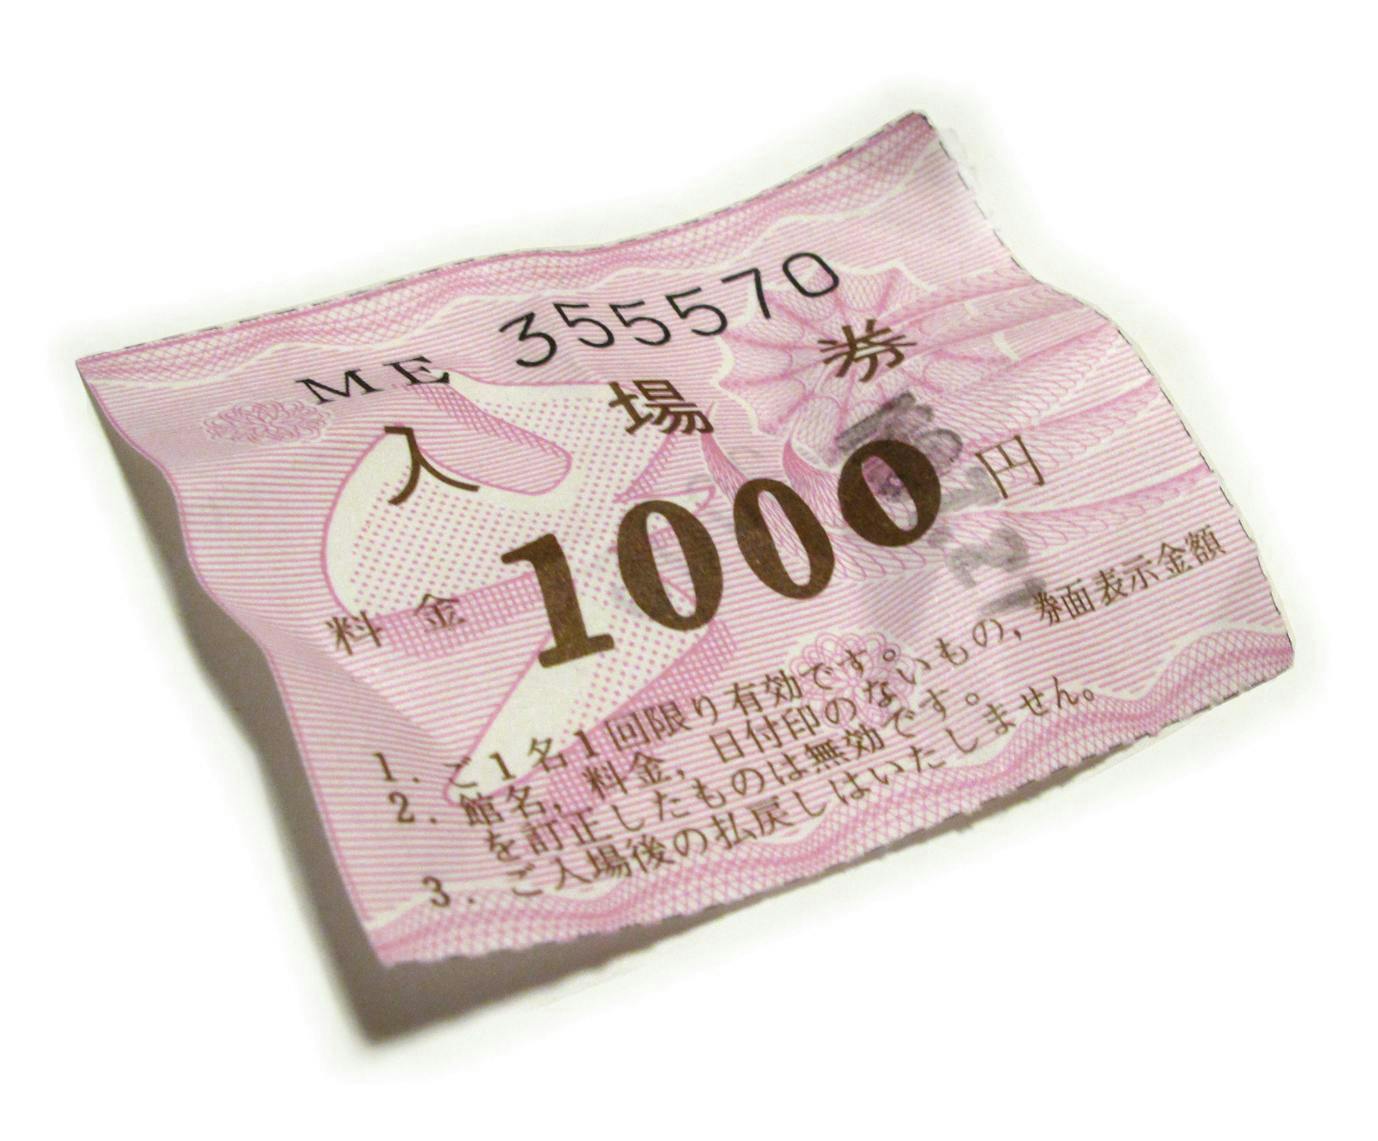 ME 355570
入場券
料金 1000円
1. ご1名1回限り有効です。
2. 館名, 料金, 日付印のないもの, 券面表示金額
を訂正したものは無効です。
3. ご入場後の払戻しはいたしません。